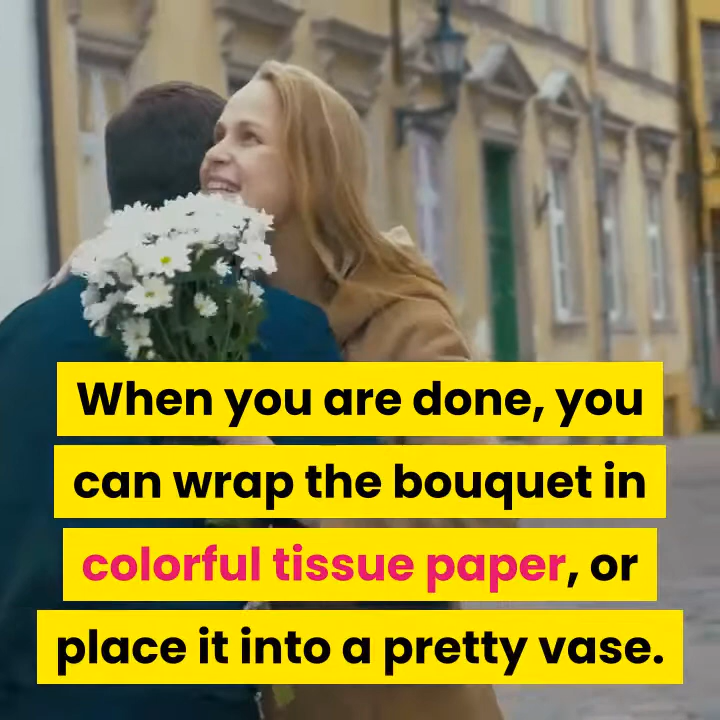 When you are done, you
can wrap the bouquet in
colorful tissue paper, or
place it into a pretty vase.